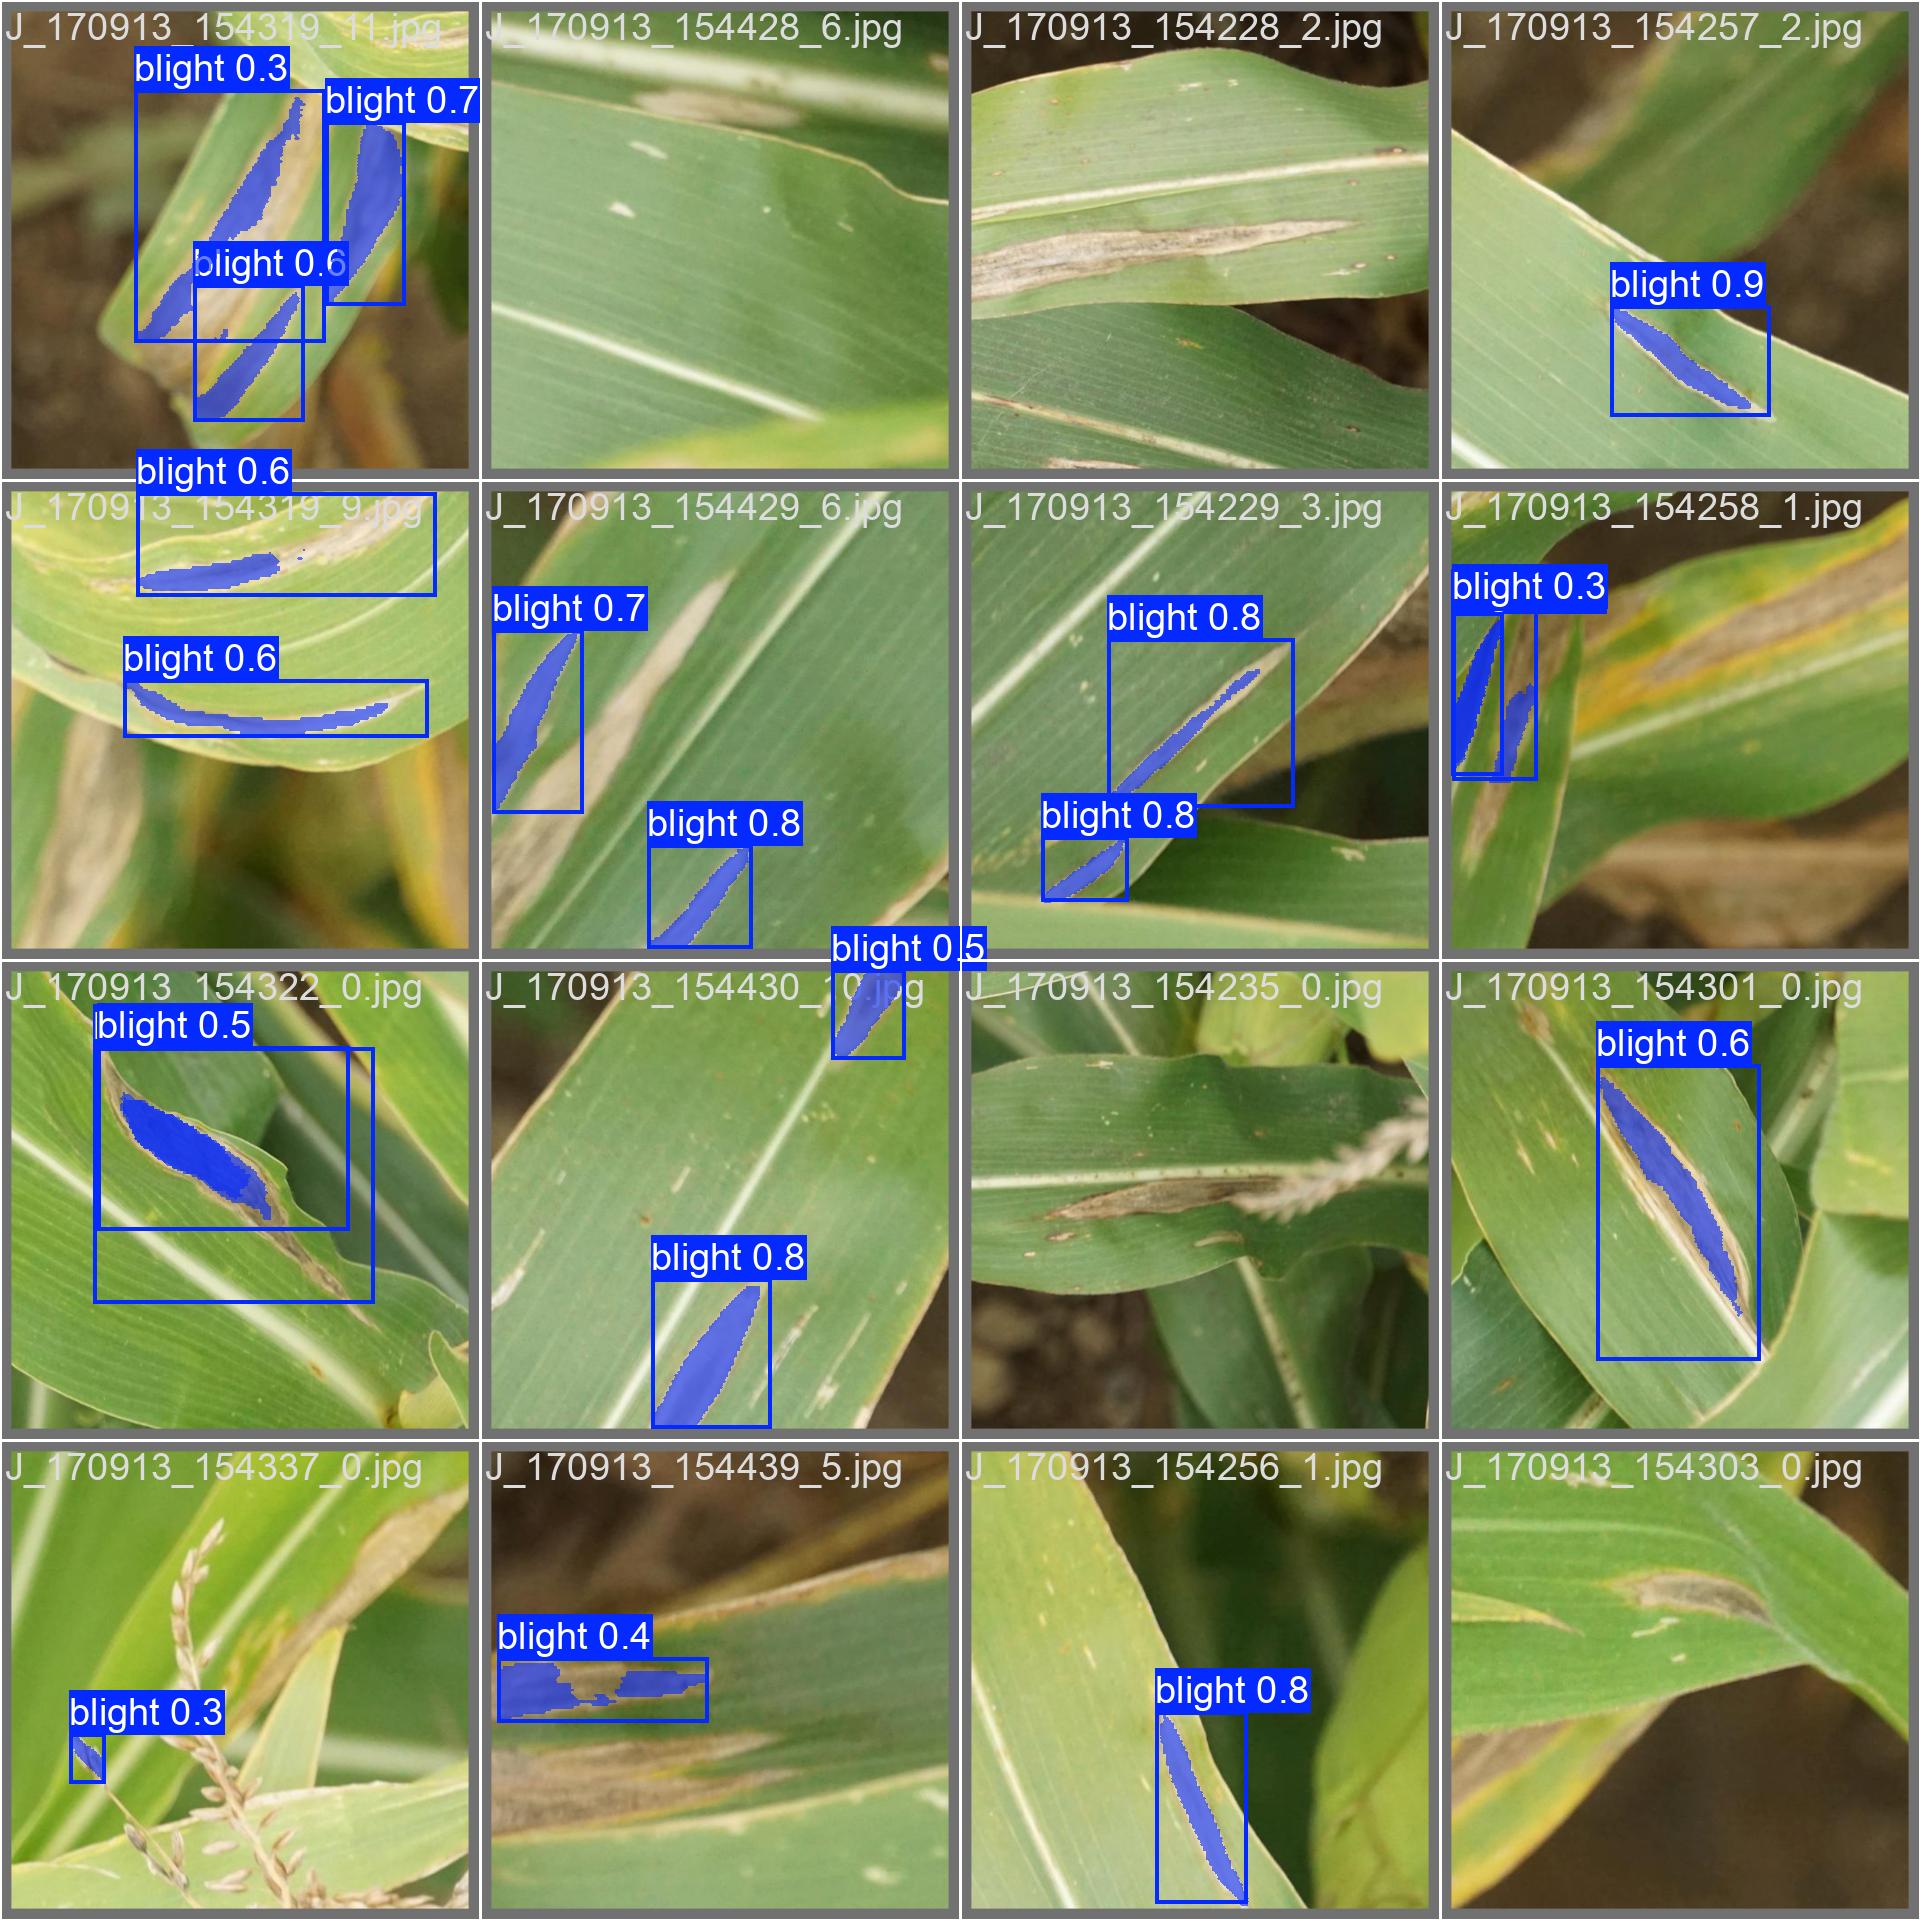 J_170913_154319_11.jpg
J_170913_154428_6.jpg
J_170913_154228_2.jpg
J_170913_154257_2.jpg
blight 0.3
blight 0.7
blight 0.6
blight 0.9
blight 0.6
J_170913_154319_9.jpg
J_170913_154429_6.jpg
J_170913_154229_3.jpg
J_170913_154258_1.jpg
blight 0.6
blight 0.7
blight 0.8
blight 0.8
blight 0.8
blight 0.3
blight 0.5
J_170913_154322_0.jpg
J_170913_154430_10.jpg
J_170913_154235_0.jpg
J_170913_154301_0.jpg
blight 0.5
blight 0.8
blight 0.6
J_170913_154337_0.jpg
J_170913_154439_5.jpg
J_170913_154256_1.jpg
J_170913_154303_0.jpg
blight 0.3
blight 0.4
blight 0.8